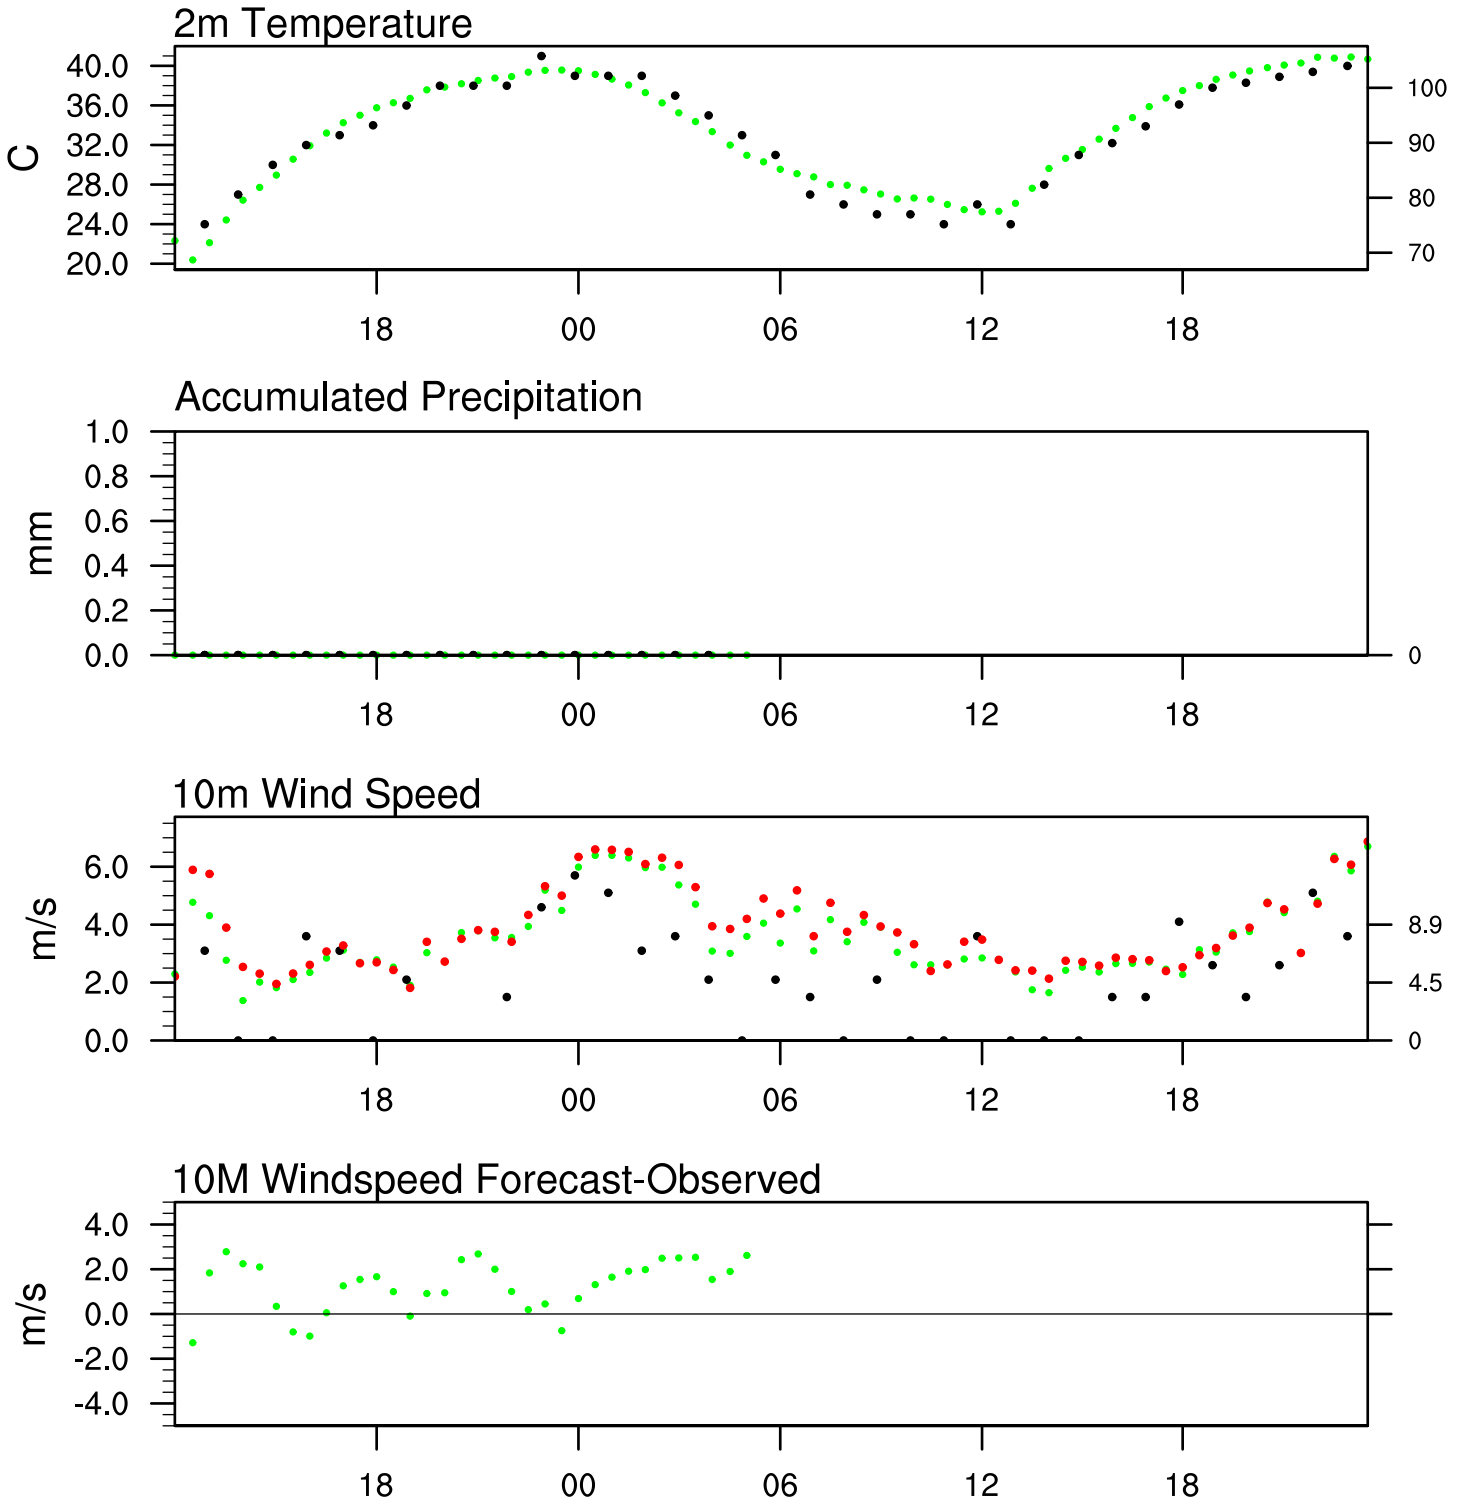 2m Temperature
40.0
36.0
32.0
28.0
24.0
20.0
C
100
90
80
70
18 00 06 12 18
Accumulated Precipitation
1.0
0.8
0.6
0.4
0.2
0.0
mm
0
18 00 06 12 18
10m Wind Speed
6.0
4.0
2.0
0.0
m/s
8.9
4.5
0
18 00 06 12 18
10M Windspeed Forecast-Observed
4.0
2.0
0.0
-2.0
-4.0
m/s
18 00 06 12 18